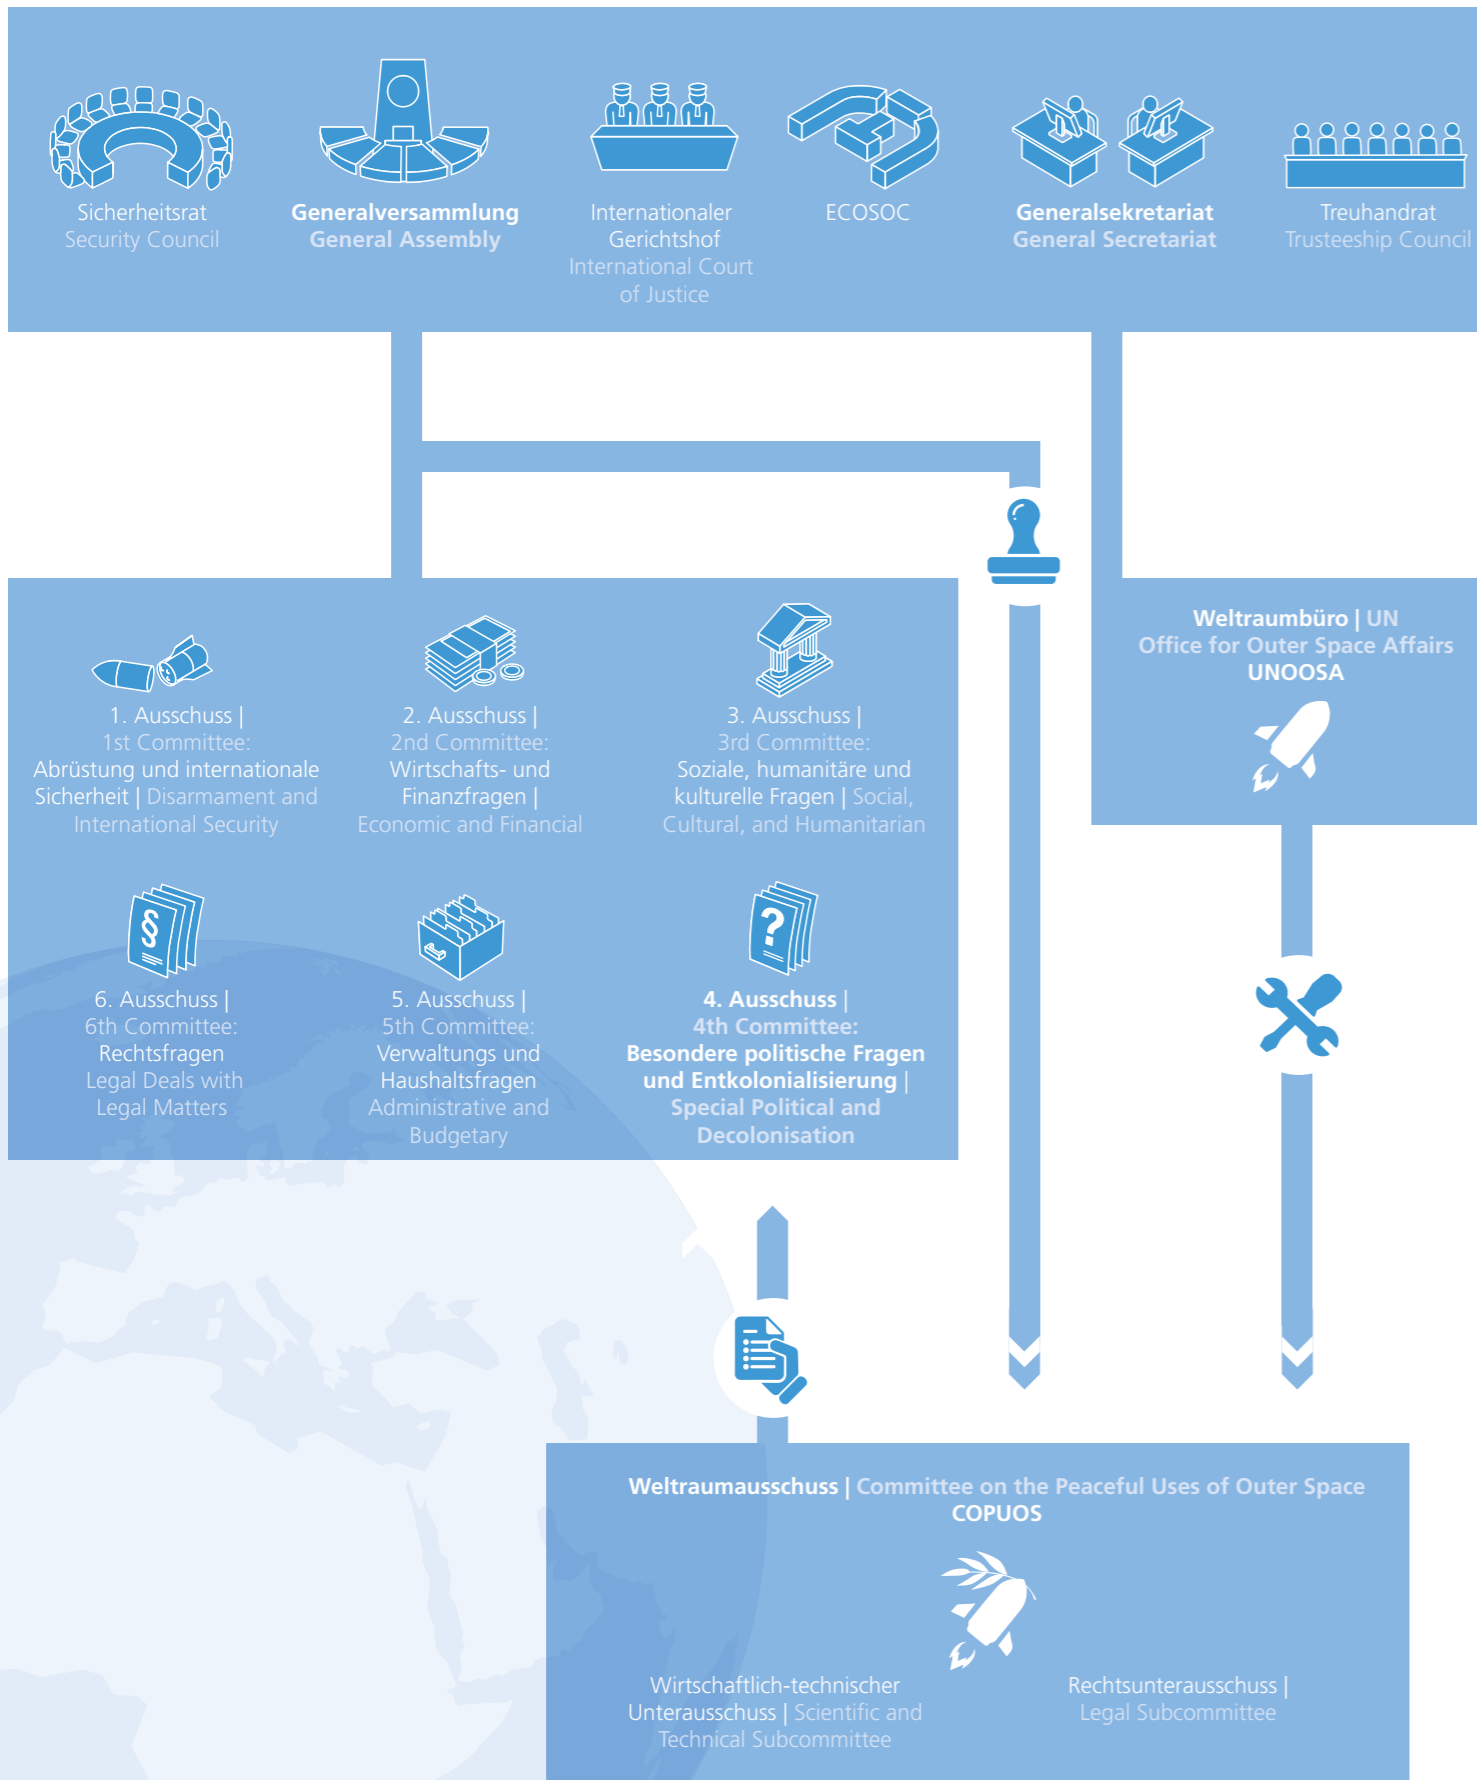 Sicherheitsrat
Security Council
Generalversammlung
General Assembly
Internationaler
Gerichtshof
International Court
of Justice
ECOSOC
Generalsekretariat
General Secretariat
Treuhandrat
Trusteeship Council
1. Ausschuss |
1st Committee:
Abrüstung und internationale
Sicherheit | Disarmament and
International Security
2. Ausschuss |
2nd Committee:
Wirtschafts- und
Finanzfragen |
Economic and Financial
3. Ausschuss |
3rd Committee:
Soziale, humanitäre und
kulturelle Fragen | Social,
Cultural, and Humanitarian
Weltraumbüro | UN
Office for Outer Space Affairs
UNOOSA
§
6. Ausschuss |
6th Committee:
Rechtsfragen
Legal Deals with
Legal Matters
5. Ausschuss |
5th Committee:
Verwaltungs und
Haushaltsfragen
Administrative and
Budgetary
?
4. Ausschuss |
4th Committee:
Besondere politische Fragen
und Entkolonialisierung |
Special Political and
Decolonisation
Weltraumausschuss | Committee on the Peaceful Uses of Outer Space
COPUOS
Wirtschaftlich-technischer
Unterausschuss | Scientific and
Technical Subcommittee
Rechtsunterausschuss |
Legal Subcommittee